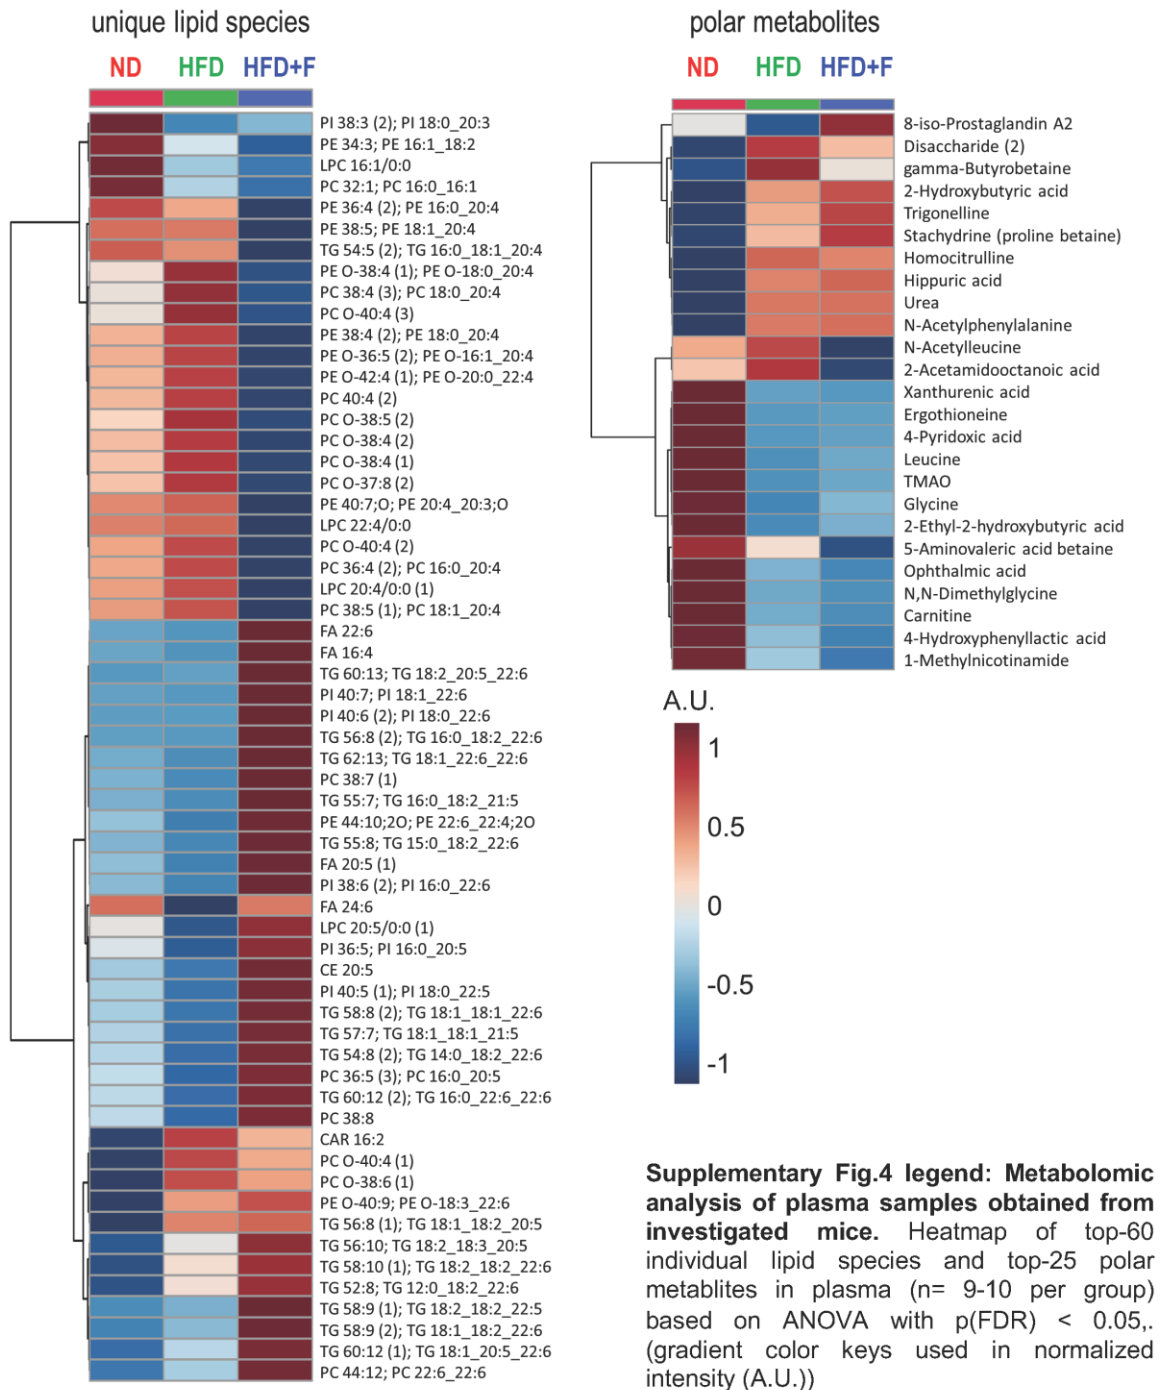 unique lipid species
ND HFD HFD+F
PI 38:3 (2); PI 18:0_20:3
PE 34:3; PE 16:1_18:2
LPC 16:1/0:0
PC 32:1; PC 16:0_16:1
PE 36:4 (2); PE 16:0_20:4
PE 38:5; PE 18:1_20:4
TG 54:5 (2); TG 16:0_18:1_20:4
PE O-38:4 (1); PE O-18:0_20:4
PC 38:4 (3); PC 18:0_20:4
PC O-40:4 (3)
PE 38:4 (2); PE 18:0_20:4
PE O-36:5 (2); PE O-16:1_20:4
PE O-42:4 (1); PE O-20:0_22:4
PC 40:4 (2)
PC O-38:5 (2)
PC O-38:4 (2)
PC O-38:4 (1)
PC O-37:8 (2)
PE 40:7;O; PE 20:4_20:3;O
LPC 22:4/0:0
PC O-40:4 (2)
PC 36:4 (2); PC 16:0_20:4
LPC 20:4/0:0 (1)
PC 38:5 (1); PC 18:1_20:4
FA 22:6
FA 16:4
TG 60:13; TG 18:2_20:5_22:6
PI 40:7; PI 18:1_22:6
PI 40:6 (2); PI 18:0_22:6
TG 56:8 (2); TG 16:0_18:2_22:6
TG 62:13; TG 18:1_22:6_22:6
PC 38:7 (1)
TG 55:7; TG 16:0_18:2_21:5
PE 44:10;2O; PE 22:6_22:4;2O
TG 55:8; TG 15:0_18:2_22:6
FA 20:5 (1)
PI 38:6 (2); PI 16:0_22:6
FA 24:6
LPC 20:5/0:0 (1)
PI 36:5; PI 16:0_20:5
CE 20:5
PI 40:5 (1); PI 18:0_22:5
TG 58:8 (2); TG 18:1_18:1_22:6
TG 57:7; TG 18:1_18:1_21:5
TG 54:8 (2); TG 14:0_18:2_22:6
PC 36:5 (3); PC 16:0_20:5
TG 60:12 (2); TG 16:0_22:6_22:6
PC 38:8
CAR 16:2
PC O-40:4 (1)
PC O-38:6 (1)
PE O-40:9; PE O-18:3_22:6
TG 56:8 (1); TG 18:1_18:2_20:5
TG 56:10; TG 18:2_18:3_20:5
TG 58:10 (1); TG 18:2_18:2_22:6
TG 52:8; TG 12:0_18:2_22:6
TG 58:9 (1); TG 18:2_18:2_22:5
TG 58:9 (2); TG 18:1_18:2_22:6
TG 60:12 (1); TG 18:1_20:5_22:6
PC 44:12; PC 22:6_22:6
polar metabolites
ND HFD HFD+F
8-iso-Prostaglandin A2
Disaccharide (2)
gamma-Butyrobetaine
2-Hydroxybutyric acid
Trigonelline
Stachydrine (proline betaine)
Homocitrulline
Hippuric acid
Urea
N-Acetylphenylalanine
N-Acetylleucine
2-Acetamidooctanoic acid
Xanthurenic acid
Ergothioneine
4-Pyridoxic acid
Leucine
TMAO
Glycine
2-Ethyl-2-hydroxybutyric acid
5-Aminovaleric acid betaine
Ophthalmic acid
N,N-Dimethylglycine
Carnitine
4-Hydroxyphenyllactic acid
1-Methylnicotinamide
A.U.
1
0.5
0
-0.5
-1
Supplementary Fig.4 legend: Metabolomic
analysis of plasma samples obtained from
investigated mice. Heatmap of top-60
individual lipid species and top-25 polar
metablites in plasma (n= 9-10 per group)
based on ANOVA with p(FDR) < 0.05,.
(gradient color keys used in normalized
intensity (A.U.))